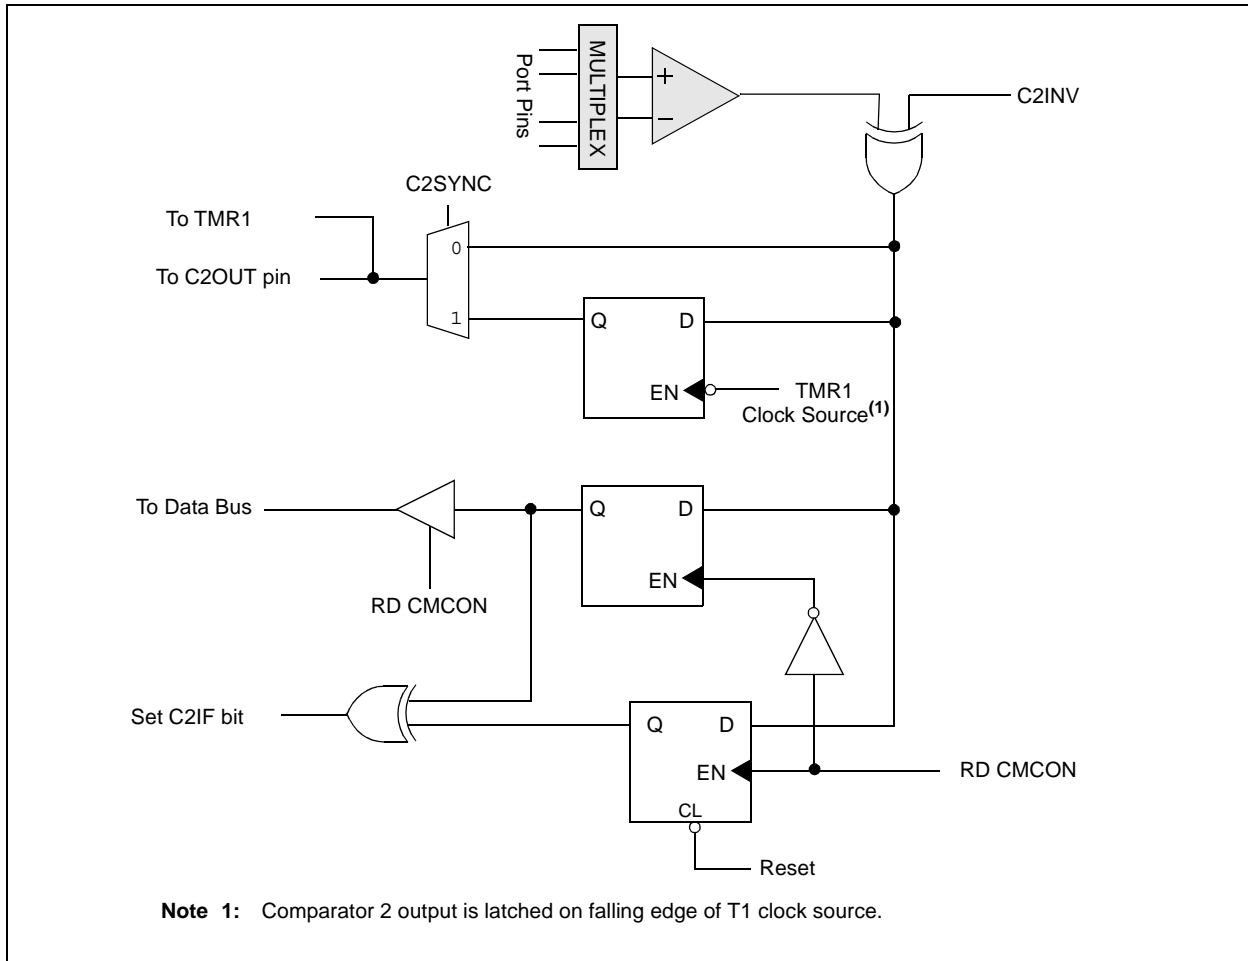 Port Pins
MULTIPLEX
+
−
C2INV
C2SYNC
To TMR1
0
To C2OUT pin
1
Q D
EN
TMR1
Clock Source(1)
To Data Bus
Q D
EN
RD CMCON
Set C2IF bit
Q D
EN
RD CMCON
CL
Reset
Note 1: Comparator 2 output is latched on falling edge of T1 clock source.